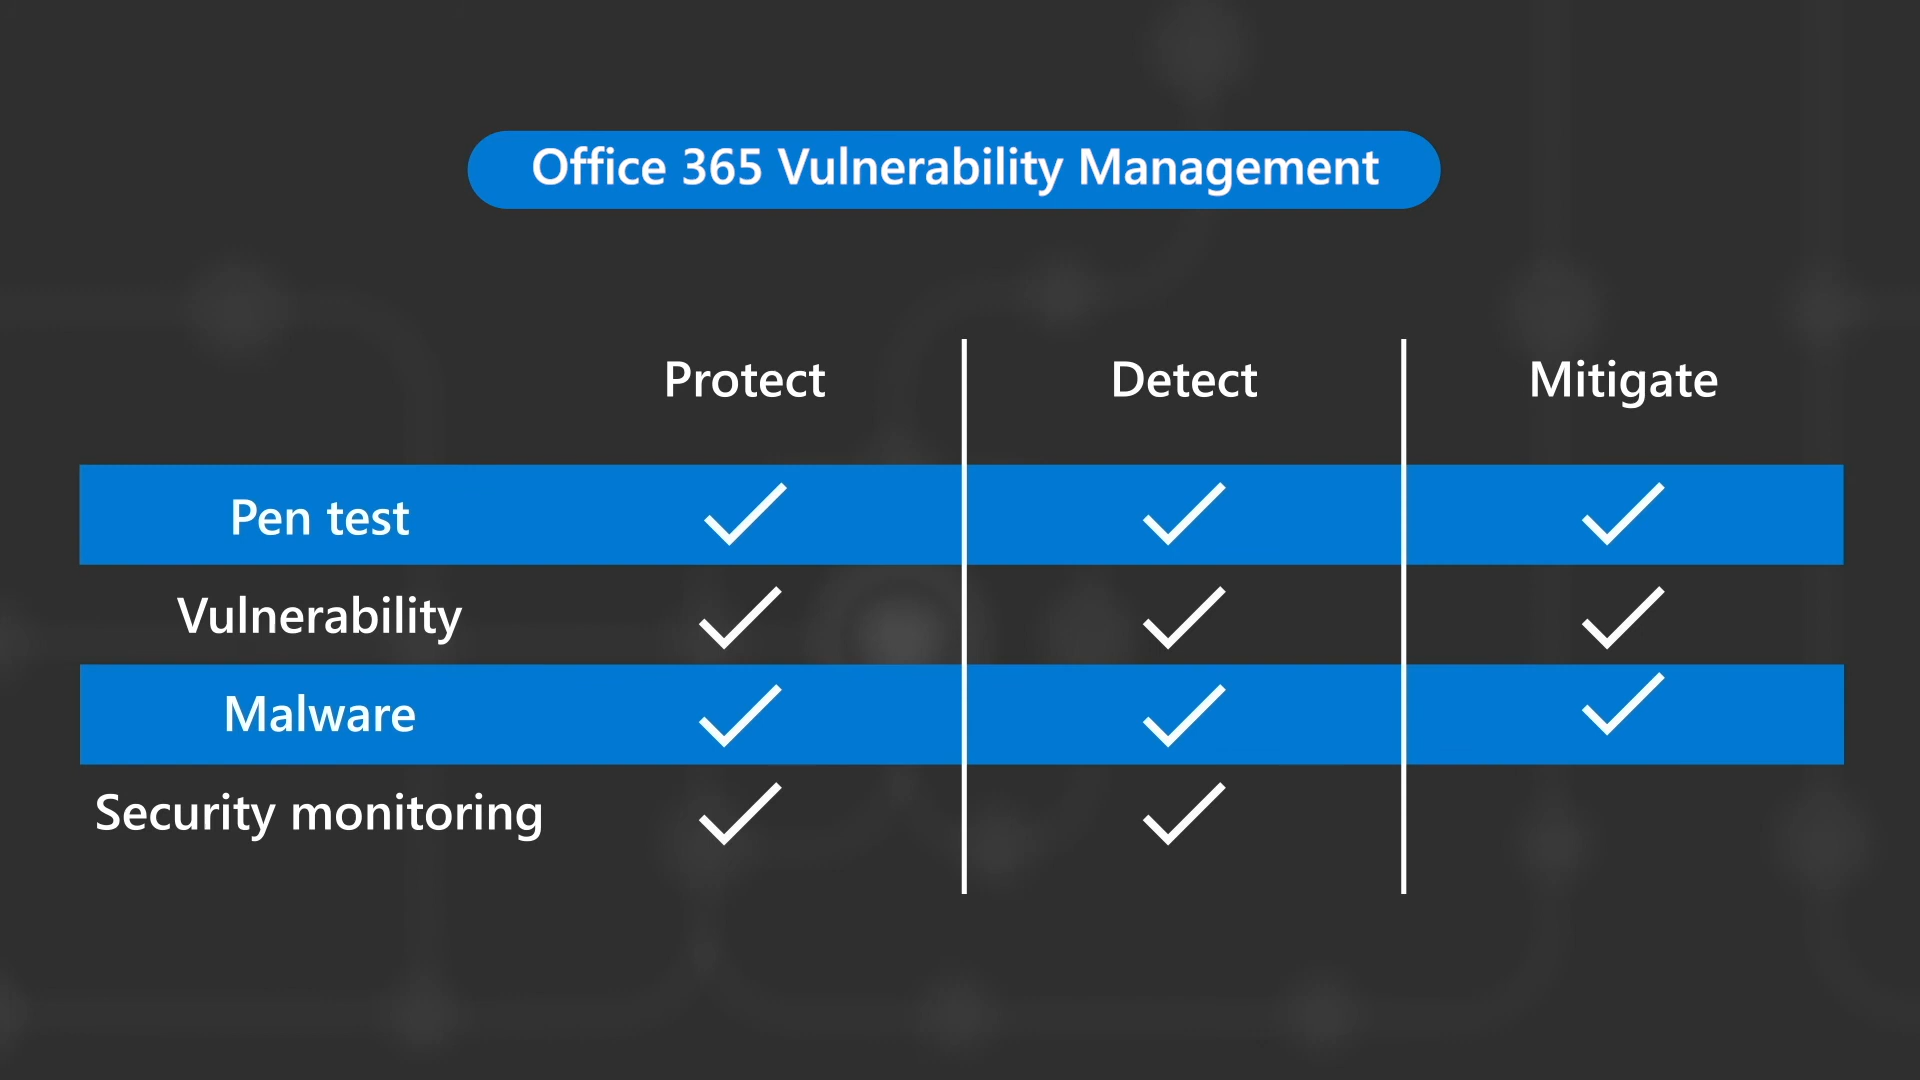 Office 365 Vulnerability Management
Protect Detect Mitigate
Pen test ✓ ✓ ✓
Vulnerability ✓ ✓ ✓
Malware ✓ ✓ ✓
Security monitoring ✓ ✓